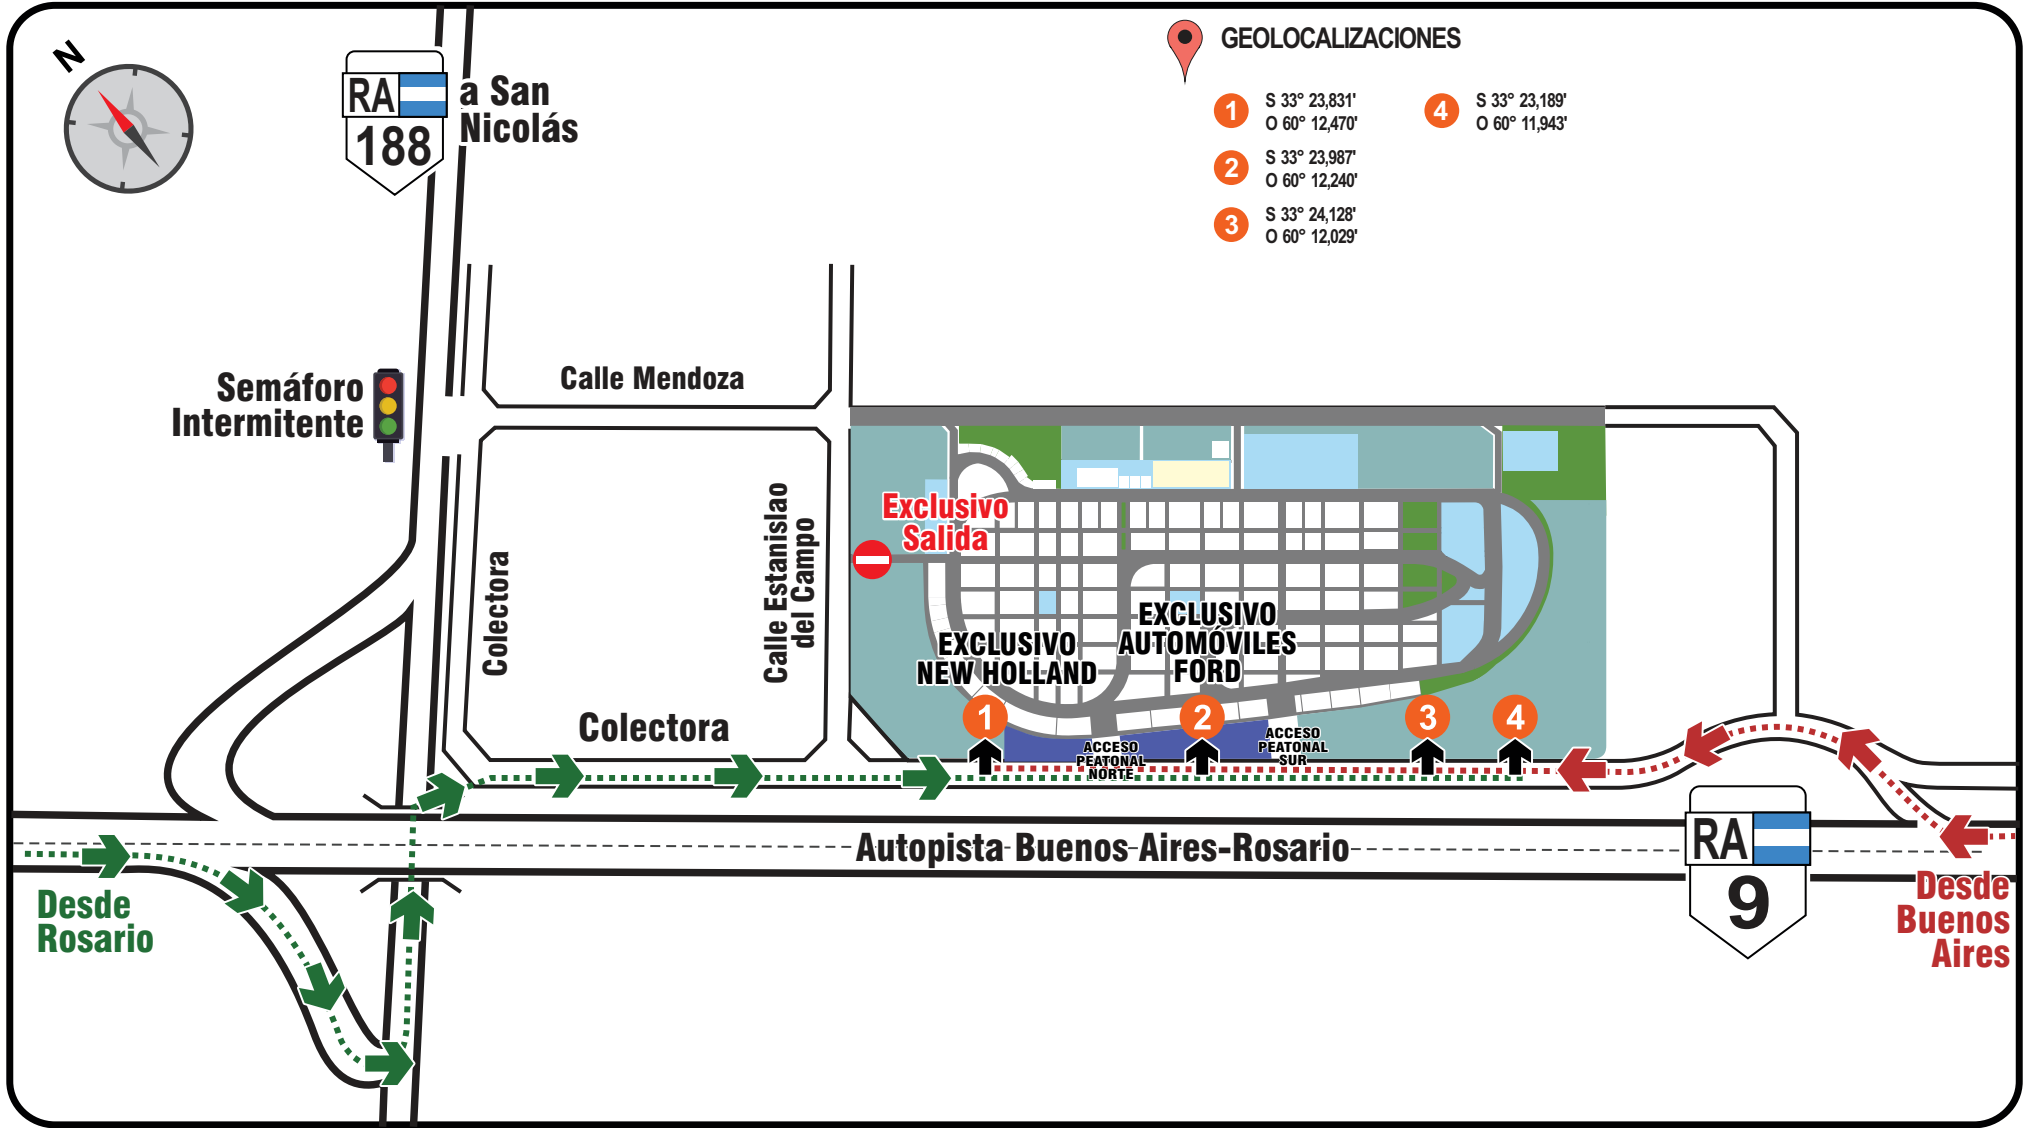 N
RA
188
a San
Nicolás
GEOLOCALIZACIONES
1
S 33° 23,831'
O 60° 12,470'
2
S 33° 23,987'
O 60° 12,240'
3
S 33° 24,128'
O 60° 12,029'
4
S 33° 23,189'
O 60° 11,943'
Semáforo
Intermitente
Calle Mendoza
Colectora
Calle Estanislao
del Campo
Exclusivo
Salida
EXCLUSIVO
NEW HOLLAND
EXCLUSIVO
AUTOMÓVILES
FORD
Colectora
1
2
3
4
ACCESO
PEATONAL
NORTE
ACCESO
PEATONAL
SUR
Autopista Buenos Aires-Rosario
RA
9
Desde
Rosario
Desde
Buenos
Aires